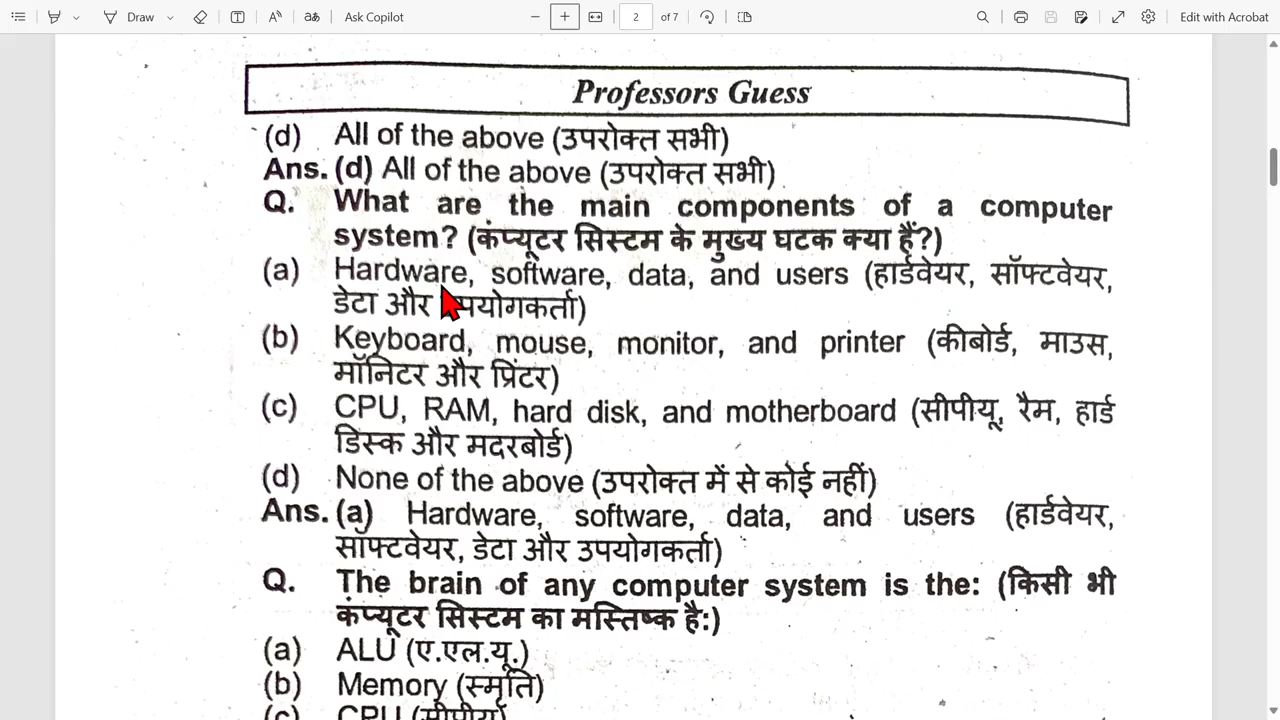 Draw
Ask Copilot
2
of 7
Edit with Acrobat
Professors Guess
(d) All of the above (उपरोक्त सभी)
Ans. (d) All of the above (उपरोक्त सभी)
Q. What are the main components of a computer
system? (कंप्यूटर सिस्टम के मुख्य घटक क्या हैं?)
(a) Hardware, software, data, and users (हार्डवेयर, सॉफ्टवेयर,
डेटा और उपयोगकर्ता)
(b) Keyboard, mouse, monitor, and printer (कीबोर्ड, माउस,
मॉनिटर और प्रिंटर)
(c) CPU, RAM, hard disk, and motherboard (सीपीयू, रैम, हार्ड
डिस्क और मदरबोर्ड)
(d) None of the above (उपरोक्त में से कोई नहीं)
Ans. (a) Hardware, software, data, and users (हार्डवेयर,
सॉफ्टवेयर, डेटा और उपयोगकर्ता)
Q. The brain of any computer system is the: (किसी भी
कंप्यूटर सिस्टम का मस्तिष्क है:)
(a) ALU (ए.एल.यू.)
(b) Memory (स्मृति)
(c) CPU (सीपीयू)